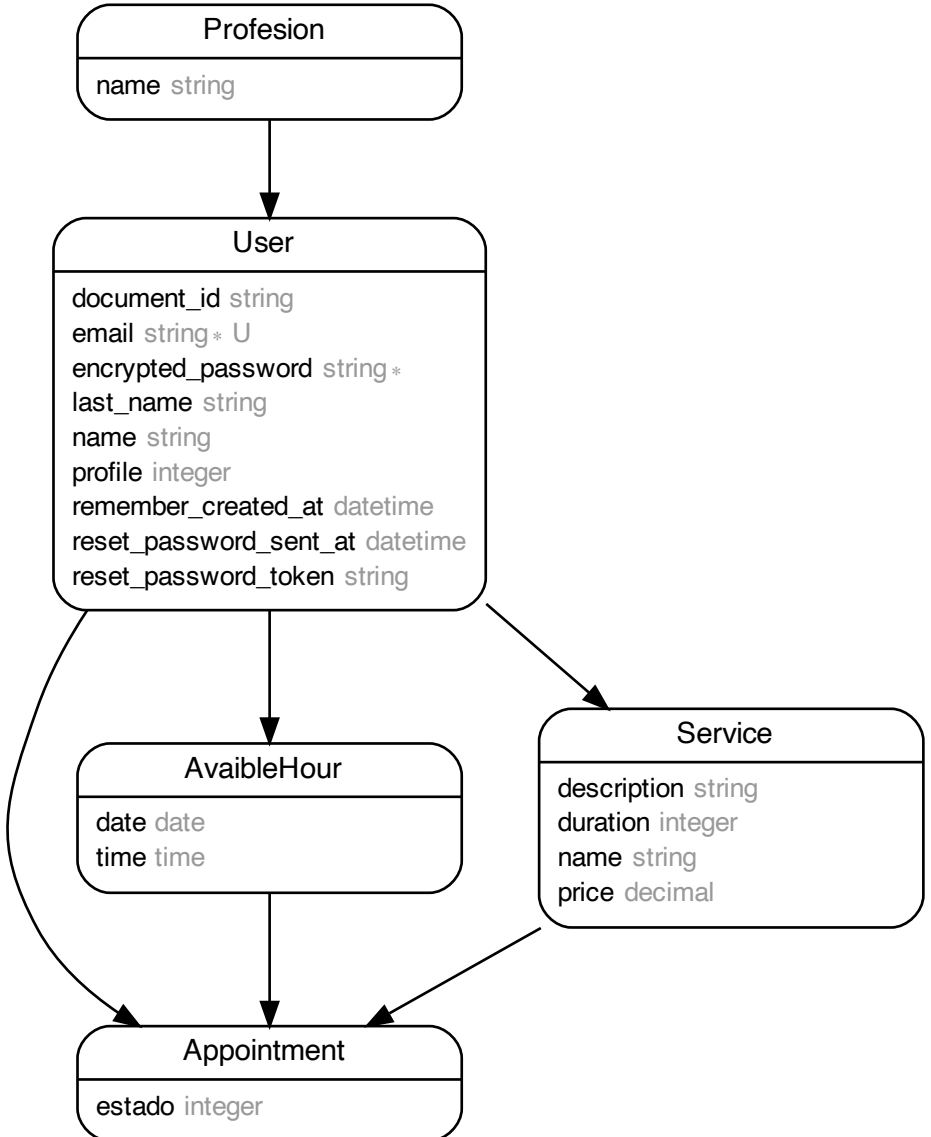 Profesion
name string
User
document_id string
email string* U
encrypted_password string*
last_name string
name string
profile integer
remember_created_at datetime
reset_password_sent_at datetime
reset_password_token string
AvaibleHour
date date
time time
Service
description string
duration integer
name string
price decimal
Appointment
estado integer